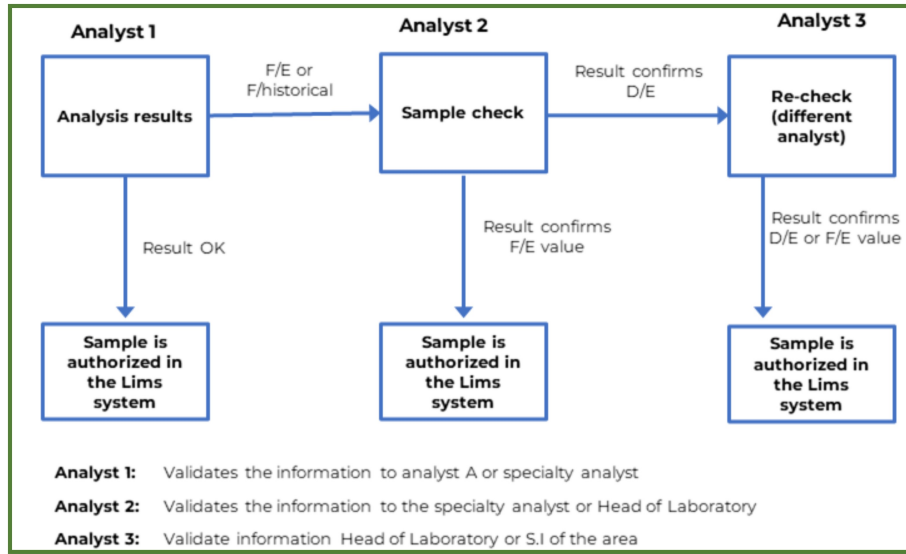 Analyst 1
Analyst 2
Analyst 3
Analysis results
F/E or
F/historical
Sample check
Result confirms
D/E
Re-check
(different
analyst)
Result OK
Result confirms
F/E value
Result confirms
D/E or F/E value
Sample is
authorized in
the Lims
system
Sample is
authorized in
the Lims
system
Sample is
authorized in
the Lims
system
Analyst 1: Validates the information to analyst A or specialty analyst
Analyst 2: Validates the information to the specialty analyst or Head of Laboratory
Analyst 3: Validate information Head of Laboratory or S.I of the area